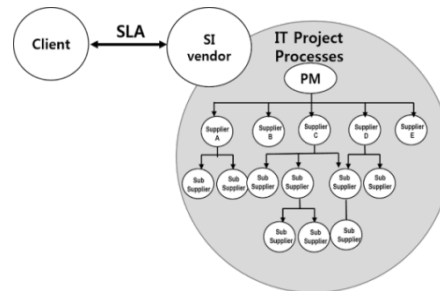 Client
SLA
SI
vendor
IT Project
Processes
PM
Supplier
A
Supplier
B
Supplier
C
Supplier
D
Supplier
E
Sub
Supplier
Sub
Supplier
Sub
Supplier
Sub
Supplier
Sub
Supplier
Sub
Supplier
Sub
Supplier
Sub
Supplier
Sub
Supplier